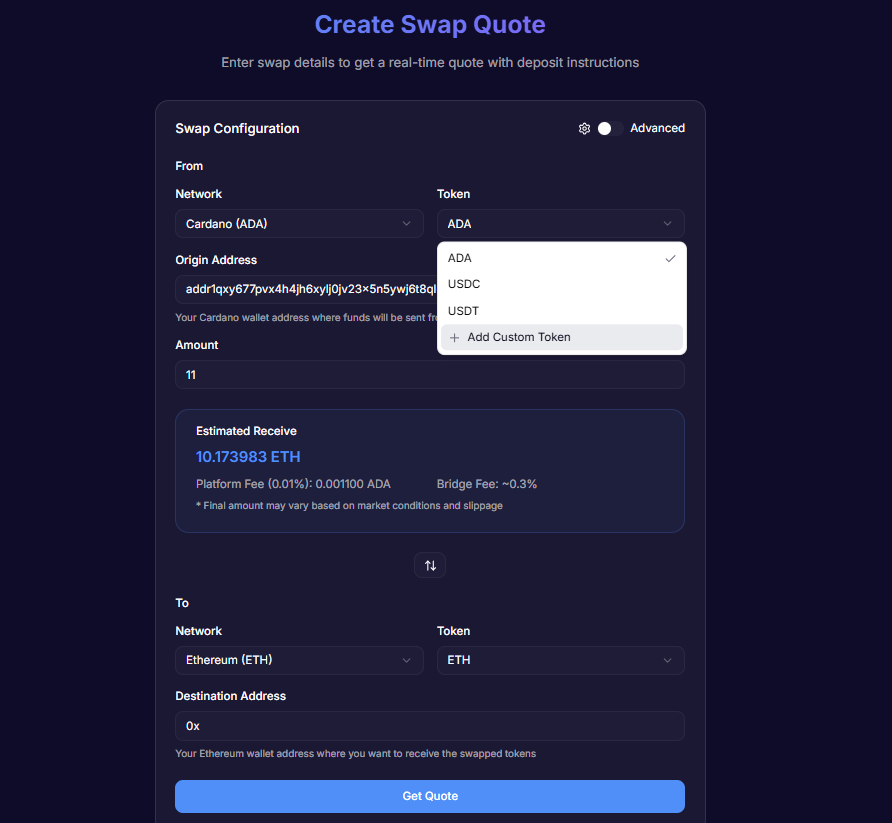 Create Swap Quote
Enter swap details to get a real-time quote with deposit instructions
Swap Configuration
Advanced
From
Network
Token
Cardano (ADA)
ADA
ADA
USDC
USDT
Add Custom Token
Origin Address
addr1qxy677pvx4h4jh6xylj0jv23x5n5ywj6t8ql
Your Cardano wallet address where funds will be sent fro
Amount
11
Estimated Receive
10.173983 ETH
Platform Fee (0.01%): 0.001100 ADA
Bridge Fee: ~0.3%
* Final amount may vary based on market conditions and slippage
To
Network
Token
Ethereum (ETH)
ETH
Destination Address
0x
Your Ethereum wallet address where you want to receive the swapped tokens
Get Quote